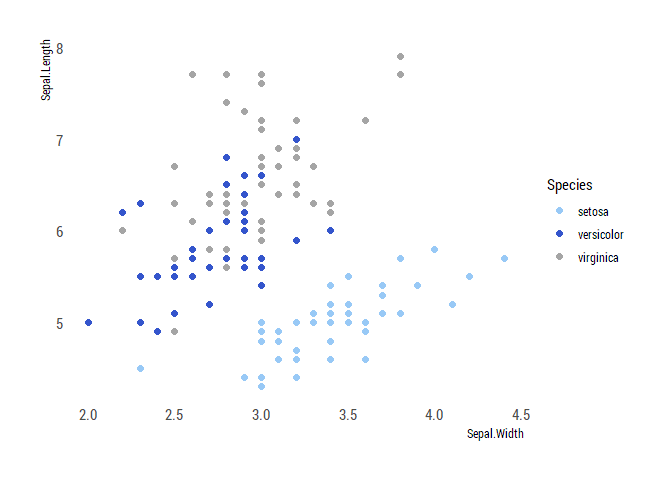 Sepal.Length
8
7
6
5
2.0 2.5 3.0 3.5 4.0 4.5
Sepal.Width
Species
setosa
versicolor
virginica